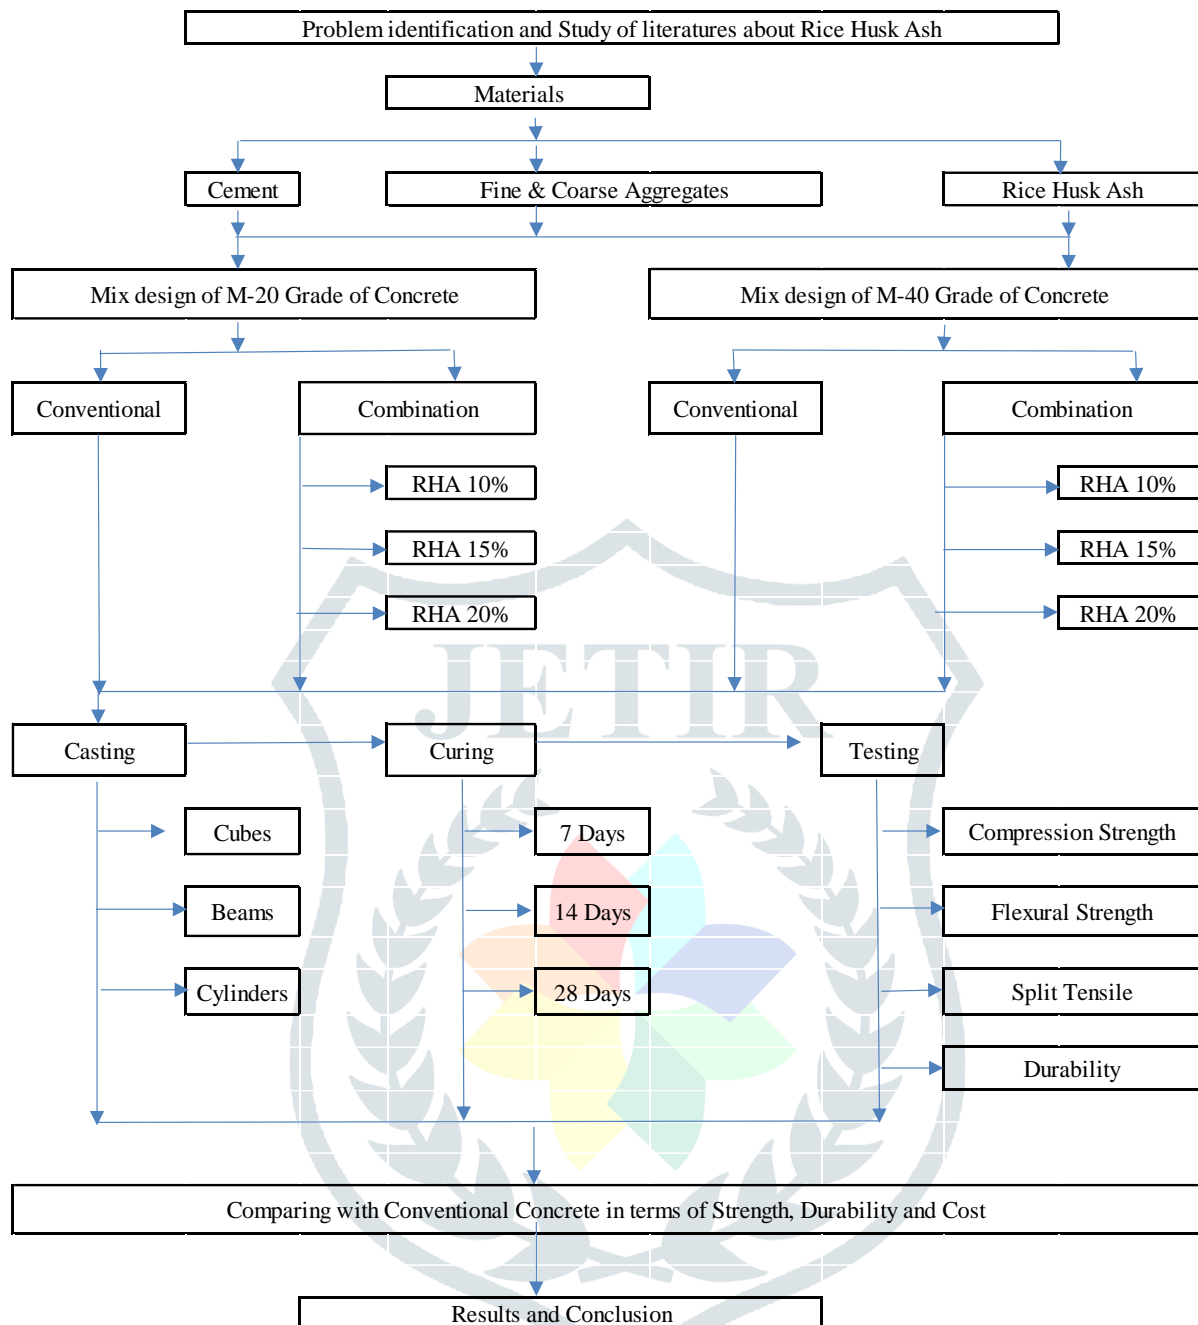 Problem identification and Study of literatures about Rice Husk Ash
Materials
Cement
Fine & Coarse Aggregates
Rice Husk Ash
Mix design of M-20 Grade of Concrete
Mix design of M-40 Grade of Concrete
Conventional
Combination
Conventional
Combination
RHA 10%
RHA 10%
RHA 15%
RHA 15%
RHA 20%
RHA 20%
JETIR
Casting
Curing
Testing
Cubes
7 Days
Compression Strength
Beams
14 Days
Flexural Strength
Cylinders
28 Days
Split Tensile
Durability
Comparing with Conventional Concrete in terms of Strength, Durability and Cost
Results and Conclusion